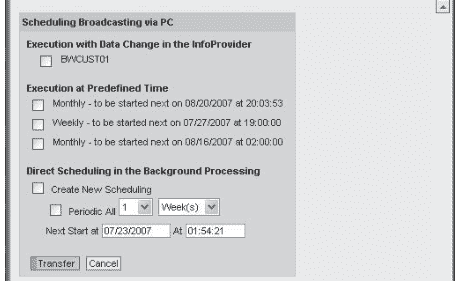 Scheduling Broadcasting via PC
Execution with Data Change in the InfoProvider
BWCUST01
Execution at Predefined Time
Monthly - to be started next on 08/20/2007 at 20:03:53
Weekly - to be started next on 07/27/2007 at 19:00:00
Monthly - to be started next on 08/16/2007 at 02:00:00
Direct Scheduling in the Background Processing
Create New Scheduling
Periodic All 1 Week(s)
Next Start at 07/23/2007 At 01:54:21
Transfer Cancel